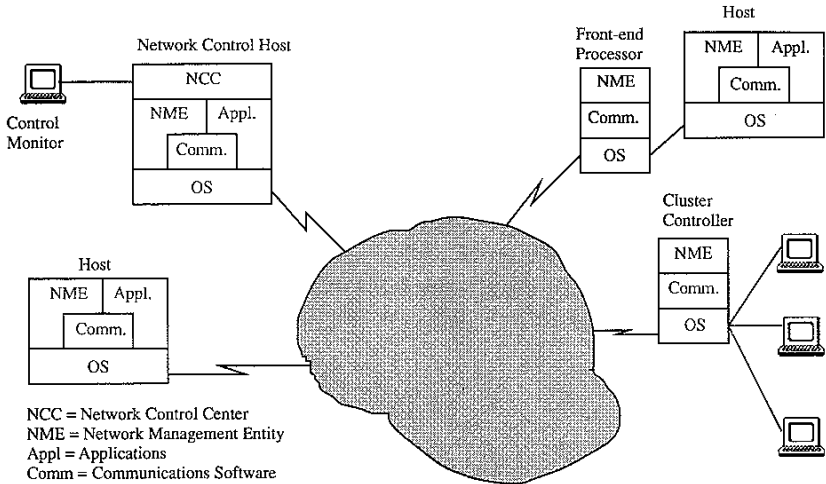 Network Control Host
NCC
NME
Appl.
Comm.
OS
Control
Monitor
Front-end
Processor
NME
Comm.
OS
Host
NME
Appl.
Comm.
OS
Host
NME
Appl.
Comm.
OS
Cluster
Controller
NME
Comm.
OS
NCC = Network Control Center
NME = Network Management Entity
Appl = Applications
Comm = Communications Software